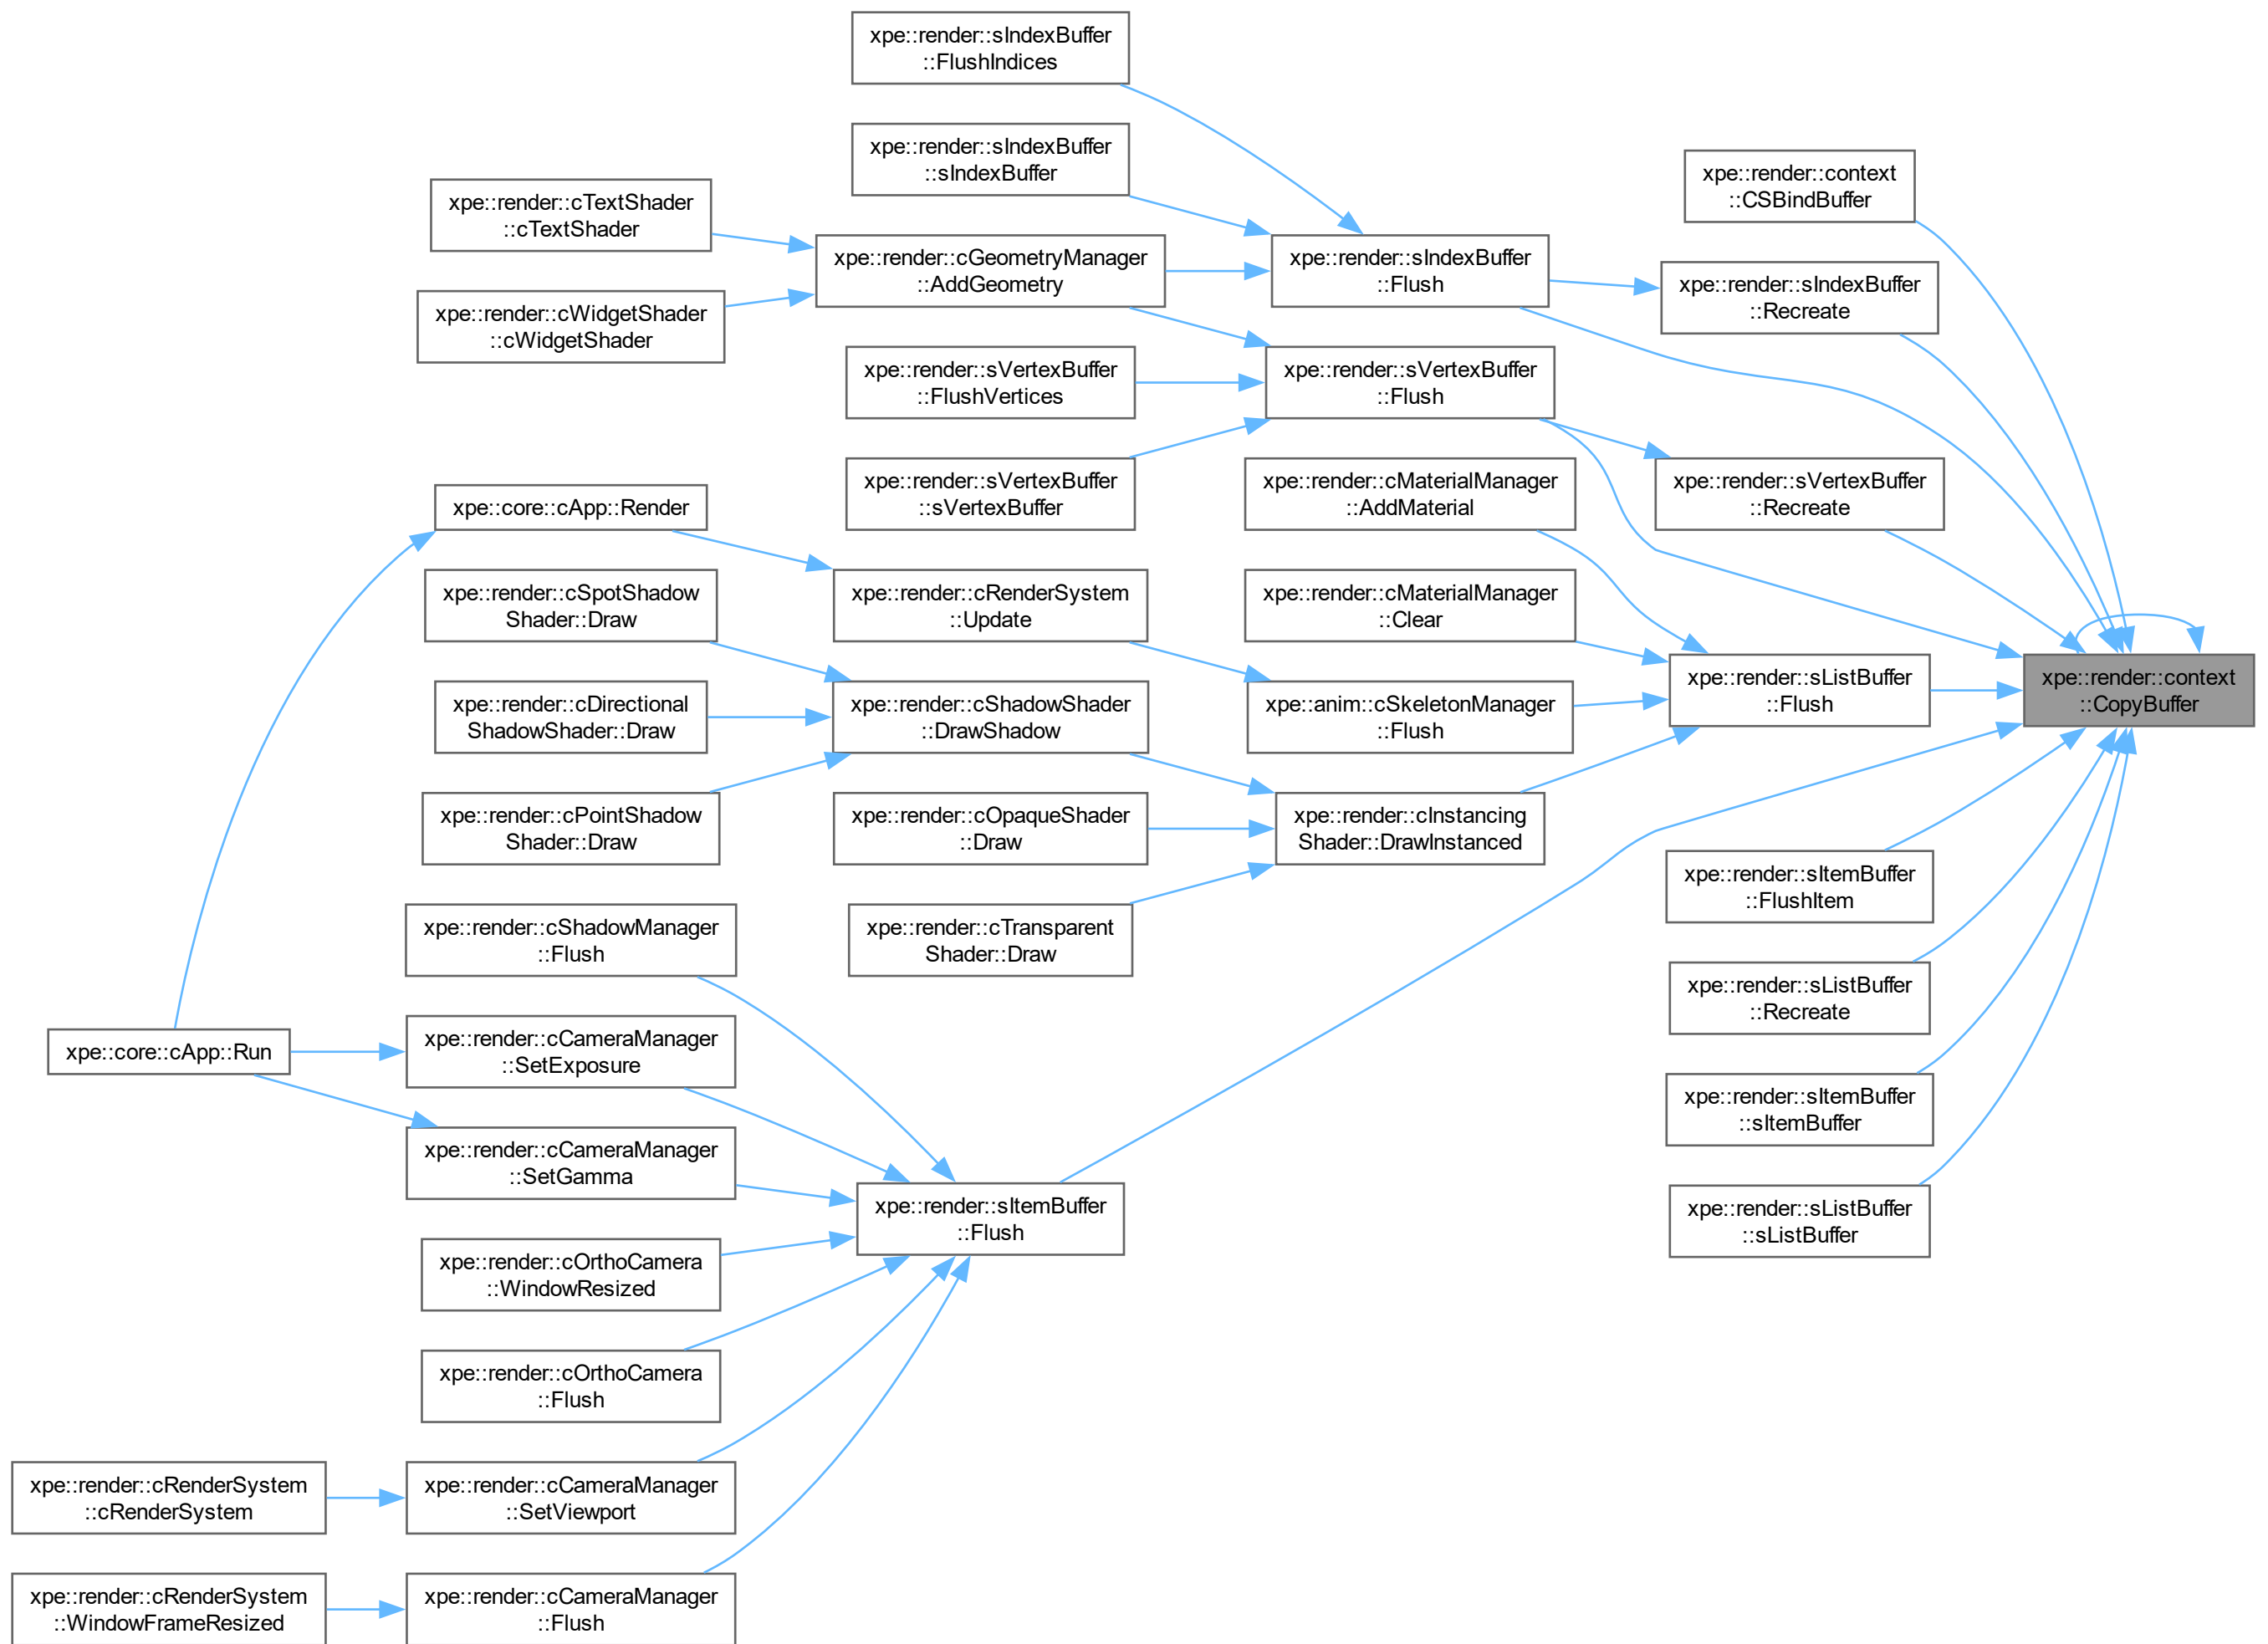 xpe::render::sIndexBuffer
::FlushIndices
xpe::render::sIndexBuffer
::sIndexBuffer
xpe::render::context
::CSBindBuffer
xpe::render::cTextShader
::cTextShader
xpe::render::cGeometryManager
::AddGeometry
xpe::render::sIndexBuffer
::Flush
xpe::render::sIndexBuffer
::Recreate
xpe::render::cWidgetShader
::cWidgetShader
xpe::render::sVertexBuffer
::FlushVertices
xpe::render::sVertexBuffer
::Flush
xpe::render::sVertexBuffer
::sVertexBuffer
xpe::render::cMaterialManager
::AddMaterial
xpe::render::sVertexBuffer
::Recreate
xpe::core::cApp::Render
xpe::render::cSpotShadow
Shader::Draw
xpe::render::cRenderSystem
::Update
xpe::render::cMaterialManager
::Clear
xpe::render::sListBuffer
::Flush
xpe::render::context
::CopyBuffer
xpe::render::cDirectional
ShadowShader::Draw
xpe::render::cShadowShader
::DrawShadow
xpe::anim::cSkeletonManager
::Flush
xpe::render::cPointShadow
Shader::Draw
xpe::render::cOpaqueShader
::Draw
xpe::render::cInstancing
Shader::DrawInstanced
xpe::render::sItemBuffer
::FlushItem
xpe::render::cShadowManager
::Flush
xpe::render::cTransparent
Shader::Draw
xpe::render::sListBuffer
::Recreate
xpe::core::cApp::Run
xpe::render::cCameraManager
::SetExposure
xpe::render::sItemBuffer
::sItemBuffer
xpe::render::cCameraManager
::SetGamma
xpe::render::sItemBuffer
::Flush
xpe::render::sListBuffer
::sListBuffer
xpe::render::cOrthoCamera
::WindowResized
xpe::render::cOrthoCamera
::Flush
xpe::render::cRenderSystem
::cRenderSystem
xpe::render::cCameraManager
::SetViewport
xpe::render::cRenderSystem
::WindowFrameResized
xpe::render::cCameraManager
::Flush